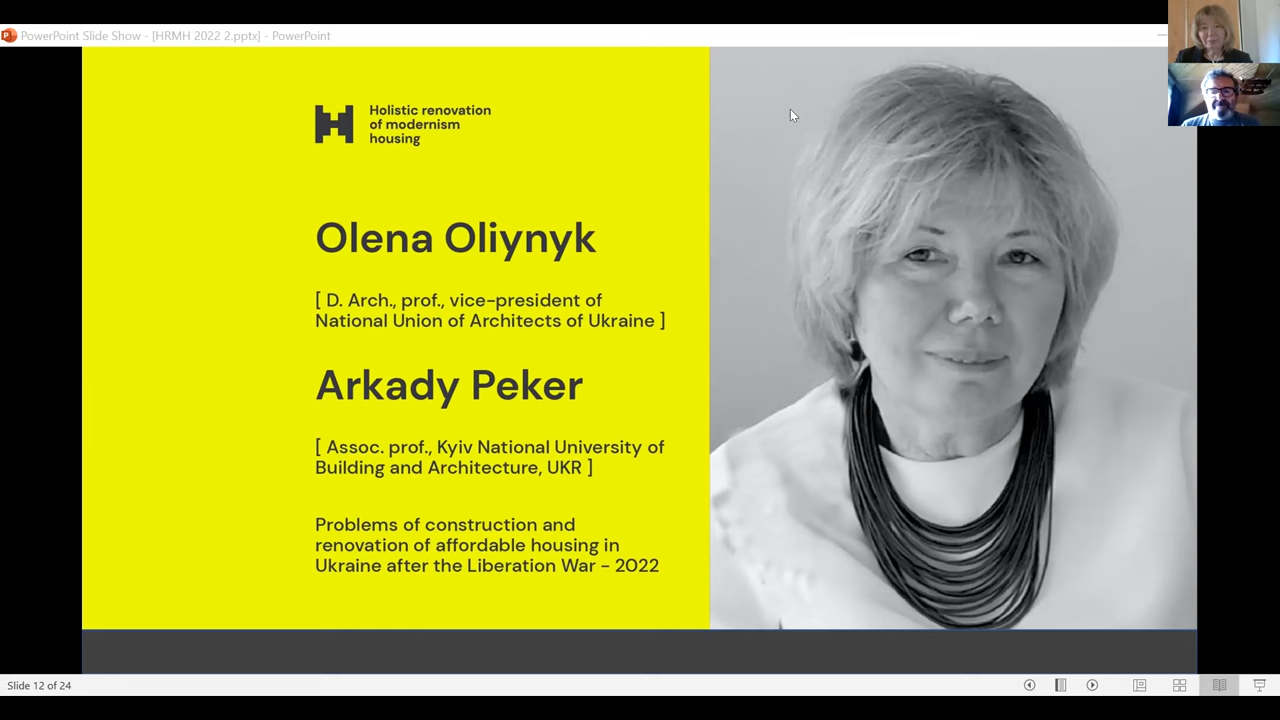 PowerPoint Slide Show - [HRMH 2022 2.pptx] - PowerPoint
Holistic renovation
of modernism
housing
Olena Oliynyk
[ D. Arch., prof., vice-president of
National Union of Architects of Ukraine ]
Arkady Peker
[ Assoc. prof., Kyiv National University of
Building and Architecture, UKR ]
Problems of construction and
renovation of affordable housing in
Ukraine after the Liberation War - 2022
Slide 12 of 24